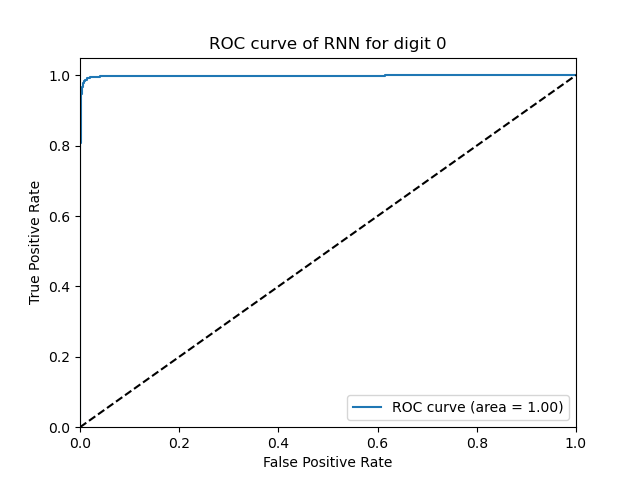 ROC curve of RNN for digit 0
True Positive Rate
1.0
0.8
0.6
0.4
0.2
0.0
ROC curve (area = 1.00)
0.0 0.2 0.4 0.6 0.8 1.0
False Positive Rate